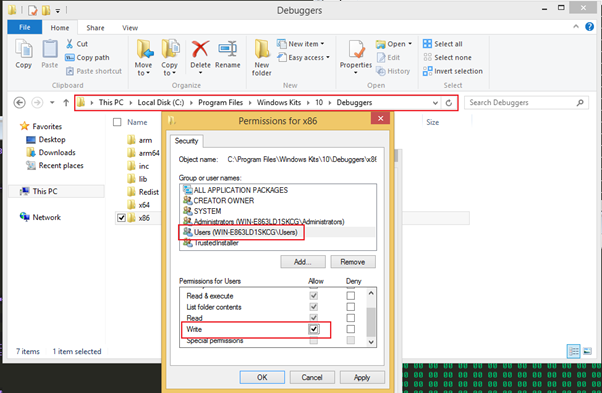 Debuggers
File
Home
Share
View
Copy
Paste
Cut
Copy path
Paste shortcut
Clipboard
Move to
Copy to
Delete
Rename
Organize
New folder
New item
Easy access
New
Properties
Open
Edit
History
Open
Select all
Select none
Invert selection
Select
This PC
Local Disk (C:)
Program Files
Windows Kits
10
Debuggers
Search Debuggers
Favorites
Desktop
Downloads
Recent places
This PC
Network
Name
Size
arm
arm64
inc
lib
Redist
x64
x86
Permissions for x86
Security
Object name: C:\Program Files\Windows Kits\10\Debuggers\x86
Group or user names:
ALL APPLICATION PACKAGES
CREATOR OWNER
SYSTEM
Administrators (WIN-E863LD1SKCG\Administrators)
Users (WIN-E863LD1SKCG\Users)
TrustedInstaller
Add...
Remove
Permissions for Users
Allow
Deny
Read & execute
List folder contents
Read
Write
Special permissions
OK
Cancel
Apply
7 items
1 item selected